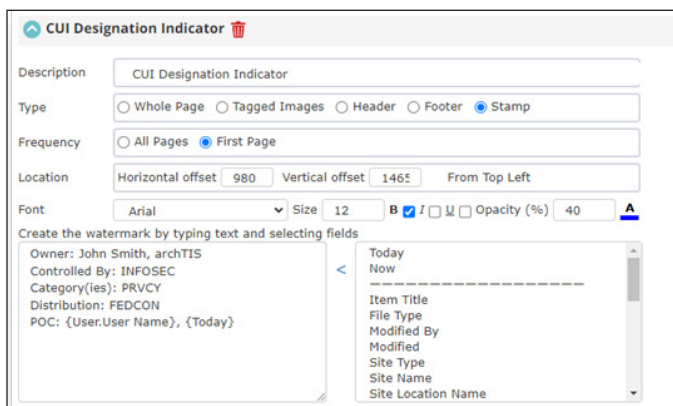 CUI Designation Indicator
Description CUI Designation Indicator
Type Whole Page Tagged Images Header Footer Stamp
Frequency All Pages First Page
Location Horizontal offset 980 Vertical offset 1465 From Top Left
Font Arial Size 12 B I U Opacity (%) 40 A
Create the watermark by typing text and selecting fields
Owner: John Smith, archTIS
Controlled By: INFOSEC
Category(ies): PRVCY
Distribution: FEDCON
POC: {User.User Name}, {Today}
<
Today
Now
--------------------
Item Title
File Type
Modified By
Modified
Site Type
Site Name
Site Location Name